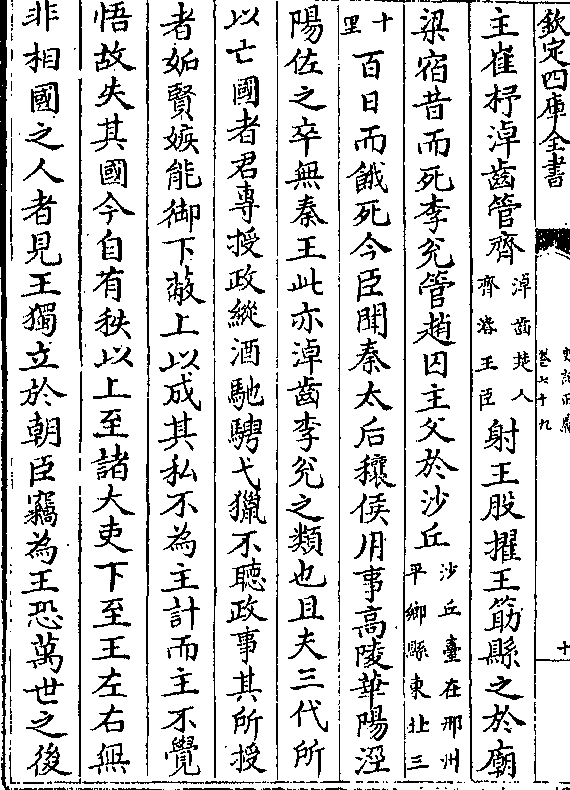 欽定四庫全書
史記正義
卷七十九
十
主崔杼淖齒管齊淖齒楚人齊湣王臣射王股擢王筋縣之於廟
梁宿昔而死李兊管趙囚主父於沙丘沙丘臺在邢州平鄉縣東北三
十里百日而餓死今臣聞秦太后穰侯用事高陵華陽涇
陽佐之卒無秦王此亦淖齒李兊之類也且夫三代所
以亡國者君專授政縱酒馳騁弋獵不聽政事其所授
者妬賢嫉能御下蔽上以成其私不為主計而主不覺
悟故失其國今自有秩以上至諸大吏下至王左右無
非相國之人者見王獨立於朝臣竊為王恐萬世之後